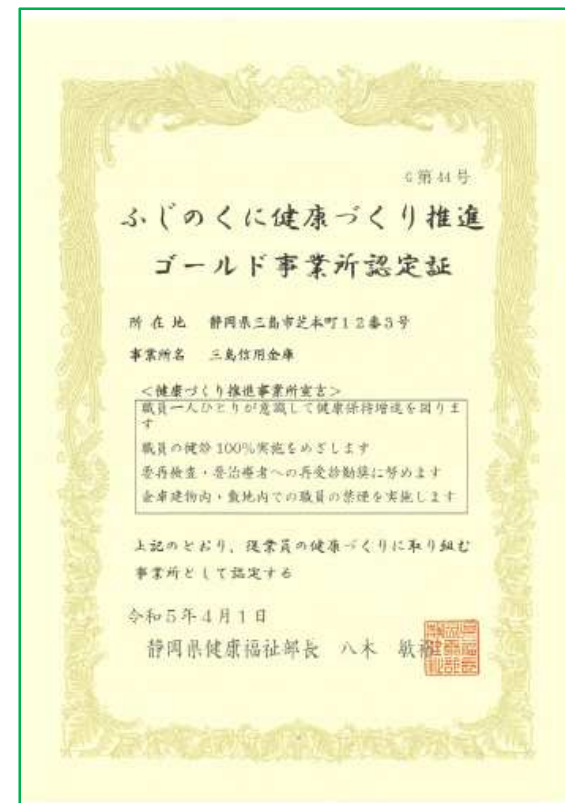 G第44号
ふじのくに健康づくり推進
ゴールド事業所認定証
所在地 静岡県三島市芝本町12番3号
事業所名 三島信用金庫
<健康づくり推進事業所宣言>
職員一人ひとりが意識して健康保持増進を図りま
す
職員の健診100%実施をめざします
要再検査・要治療者への再受診勧奨に努めます
金庫建物内・敷地内での職員の禁煙を実施します
上記のとおり、従業員の健康づくりに取り組む
事業所として認定する
令和5年4月1日
静岡県健康福祉部長 八木 敏裕